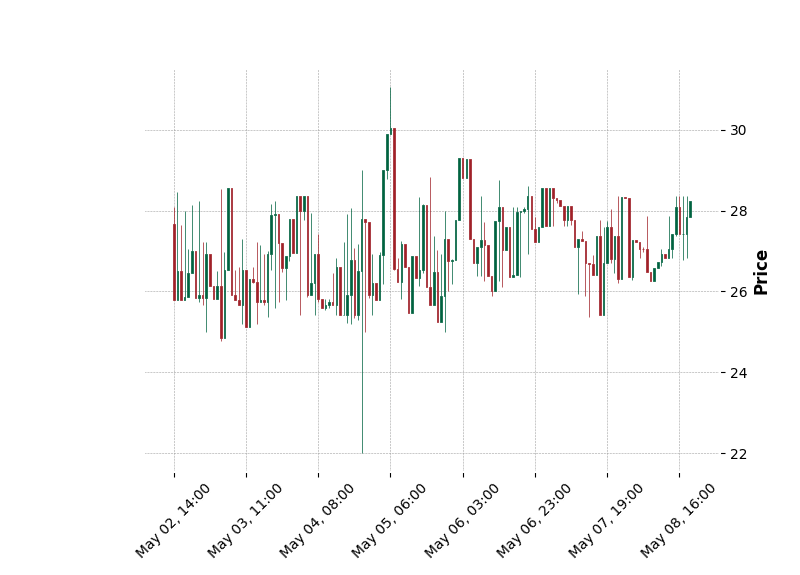 30
28
26
24
22
Price
May 02, 14:00
May 03, 11:00
May 04, 08:00
May 05, 06:00
May 06, 03:00
May 06, 23:00
May 07, 19:00
May 08, 16:00